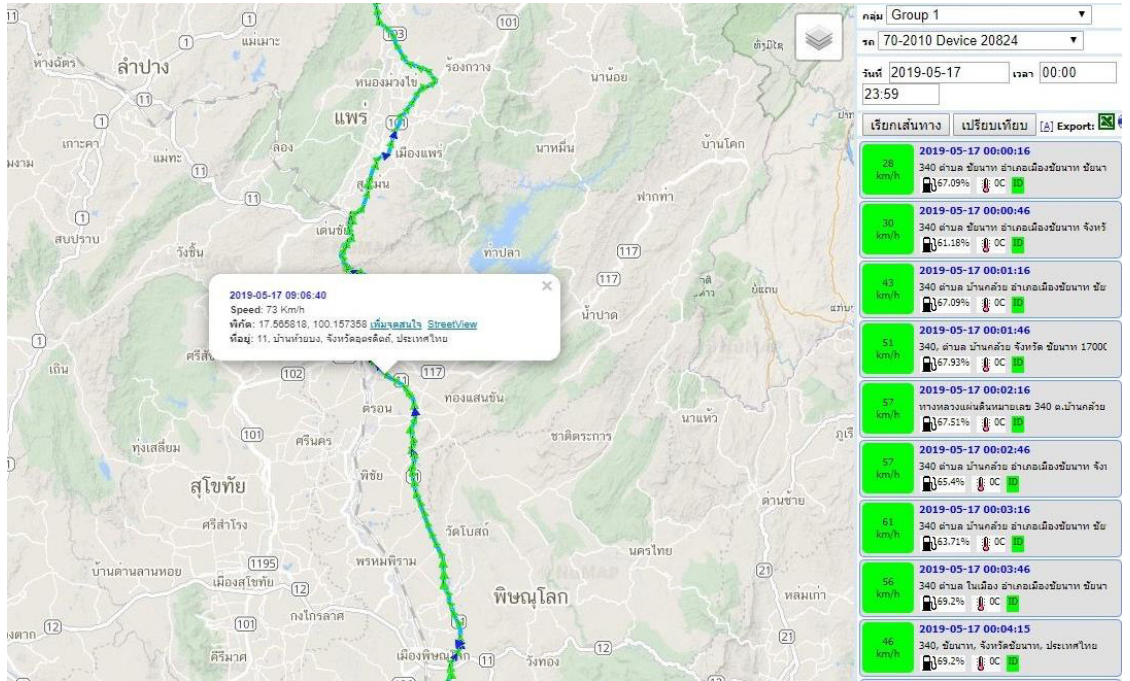 11
101
1
แม่เมาะ
ห้างฉัตร
ลำปาง
103
ร้องกวาง
หนองม่วงไข่
นาน้อย
11
แพร่
101
1
เกาะคา
ลอง
เมืองแพร่
นาหมื่น
บ้านโคก
แม่ทะ
สูงเม่น
11
ฟากท่า
1
สบปราบ
เด่นชัย
วังชิ้น
ท่าปลา
117
117
น้ำปาด
2019-05-17 09:06:40
Speed: 73 Km/h
พิกัด: 17.565818, 100.157358 เพิ่มจุดสนใจ StreetView
ที่อยู่: 11, บ้านห้วยบง, จังหวัดอุตรดิตถ์, ประเทศไทย
เถิน
102
11
117
ทองแสนขัน
ตรอน
นาแห้ว
101
ศรีนคร
ชาติตระการ
ทุ่งเสลี่ยม
1
พิชัย
11
สุโขทัย
ด่านซ้าย
ศรีสำโรง
วัดโบสถ์
1195
พรหมพิราม
นครไทย
บ้านด่านลานหอย
เมืองสุโขทัย
12
21
พิษณุโลก
หล่มเก่า
กงไกรลาศ
12
101
11
12
21
คีรีมาศ
เมืองพิษณุโลก
11
วังทอง
กลุ่ม Group 1
รถ 70-2010 Device 20824
วันที่ 2019-05-17 เวลา 00:00
23:59
เรียกเส้นทาง เปรียบเทียบ [A] Export:
28 km/h
2019-05-17 00:00:16
340 ตำบล ชัยนาท อำเภอเมืองชัยนาท ชัยนา
67.09% 0C ID
30 km/h
2019-05-17 00:00:46
340 ตำบล ชัยนาท อำเภอเมืองชัยนาท จังหวั
61.18% 0C ID
43 km/h
2019-05-17 00:01:16
340 ตำบล บ้านกล้วย อำเภอเมืองชัยนาท ชัย
67.09% 0C ID
51 km/h
2019-05-17 00:01:46
340, ตำบล บ้านกล้วย จังหวัด ชัยนาท 1700
67.93% 0C ID
57 km/h
2019-05-17 00:02:16
ทางหลวงแผ่นดินหมายเลข 340 ต.บ้านกล้วย
67.51% 0C ID
57 km/h
2019-05-17 00:02:46
340 ตำบล บ้านกล้วย อำเภอเมืองชัยนาท จัง
65.4% 0C ID
61 km/h
2019-05-17 00:03:16
340 ตำบล บ้านกล้วย อำเภอเมืองชัยนาท ชัย
63.71% 0C ID
56 km/h
2019-05-17 00:03:46
340 ตำบล ในเมือง อำเภอเมืองชัยนาท ชัยนา
69.2% 0C ID
46 km/h
2019-05-17 00:04:15
340, ชัยนาท, จังหวัดชัยนาท, ประเทศไทย
69.2% 0C ID